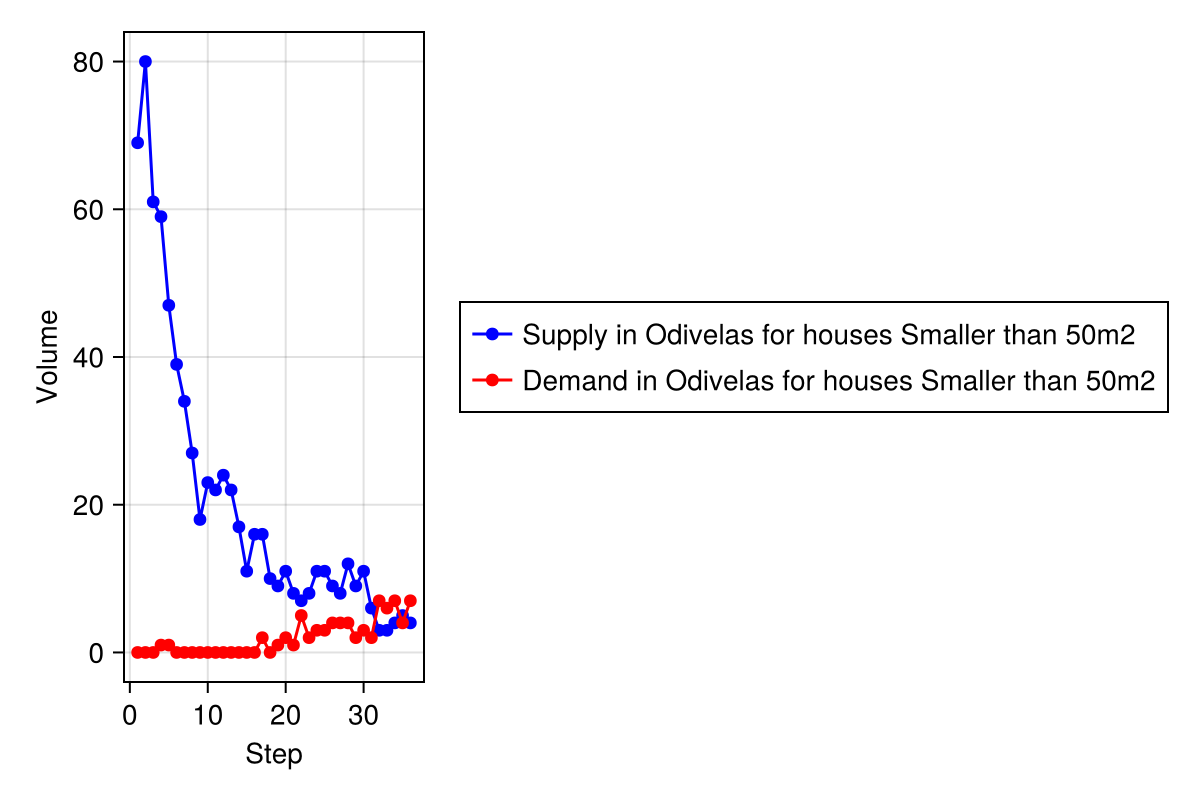 80
60
40
20
0
Volume
0 10 20 30
Step
Supply in Odivelas for houses Smaller than 50m2
Demand in Odivelas for houses Smaller than 50m2